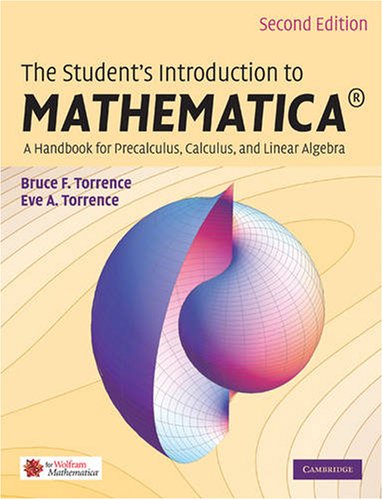 Second Edition
The Student's Introduction to
MATHEMATICA®
A Handbook for Precalculus, Calculus, and Linear Algebra
Bruce F. Torrence
Eve A. Torrence
for Wolfram
Mathematica®
CAMBRIDGE